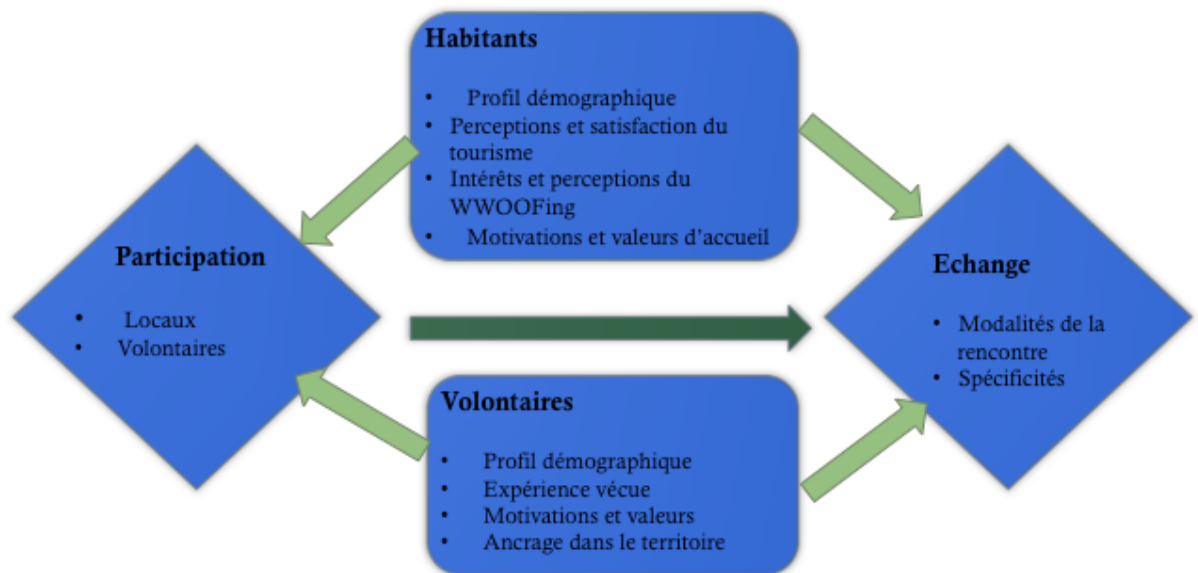 Habitants
• Profil démographique
• Perceptions et satisfaction du
tourisme
• Intérêts et perceptions du
WWOOFing
• Motivations et valeurs d'accueil
Participation
• Locaux
• Volontaires
Echange
• Modalités de la
rencontre
• Spécificités
Volontaires
• Profil démographique
• Expérience vécue
• Motivations et valeurs
• Ancrage dans le territoire